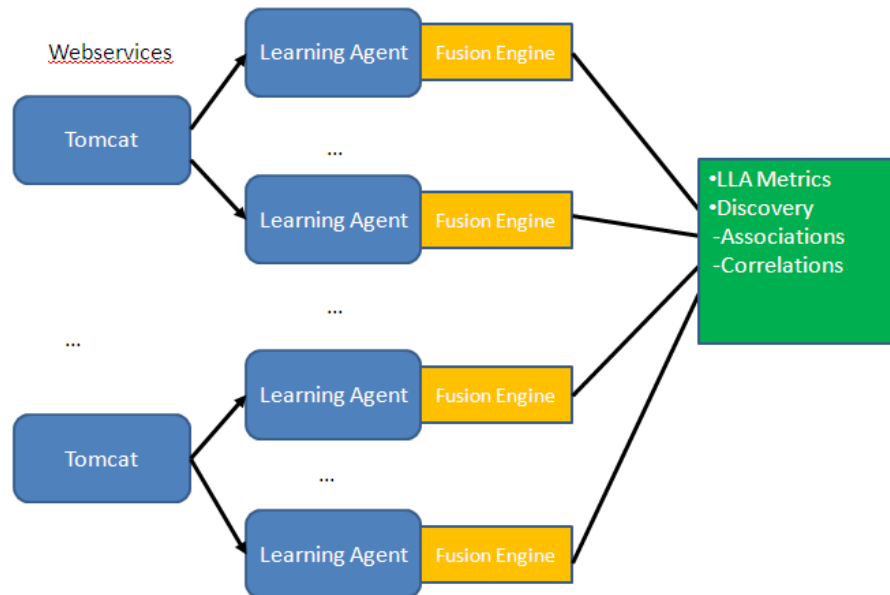 Webservices
Learning Agent
Fusion Engine
Tomcat
...
Learning Agent
Fusion Engine
•LLA Metrics
•Discovery
-Associations
-Correlations
...
...
Learning Agent
Fusion Engine
Tomcat
...
Learning Agent
Fusion Engine